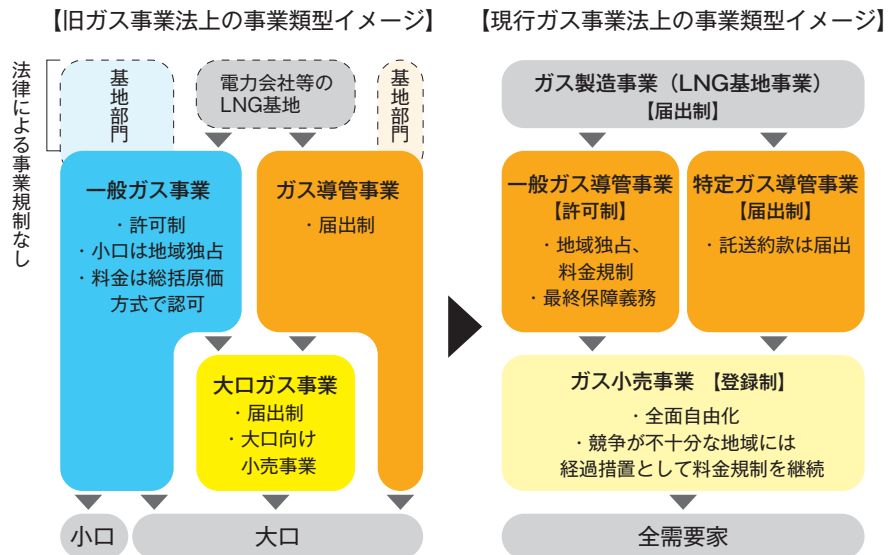 【旧ガス事業法上の事業類型イメージ】
法律による事業規制なし
基地部門
電力会社等の
LNG基地
基地部門
一般ガス事業
・許可制
・小口は地域独占
・料金は総括原価
方式で認可
ガス導管事業
・届出制
大口ガス事業
・届出制
・大口向け
小売事業
小口
大口
【現行ガス事業法上の事業類型イメージ】
ガス製造事業（LNG基地事業）
【届出制】
一般ガス導管事業
【許可制】
・地域独占、
料金規制
・最終保障義務
特定ガス導管事業
【届出制】
・託送約款は届出
ガス小売事業 【登録制】
・全面自由化
・競争が不十分な地域には
経過措置として料金規制を継続
全需要家